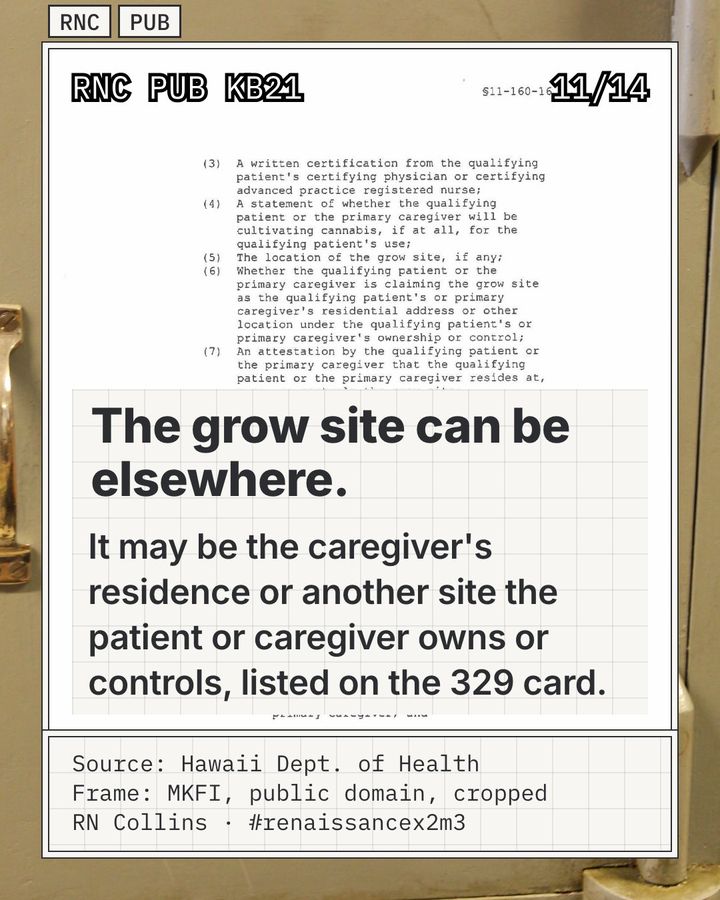 RNC PUB
RNC PUB KB21 §11-160-16 11/14
(3) A written certification from the qualifying
patient's certifying physician or certifying
advanced practice registered nurse;
(4) A statement of whether the qualifying
patient or the primary caregiver will be
cultivating cannabis, if at all, for the
qualifying patient's use;
(5) The location of the grow site, if any;
(6) Whether the qualifying patient or the
primary caregiver is claiming the grow site
as the qualifying patient's or primary
caregiver's residential address or other
location under the qualifying patient's or
primary caregiver's ownership or control;
(7) An attestation by the qualifying patient or
the primary caregiver that the qualifying
patient or the primary caregiver resides at,
The grow site can be
elsewhere.
It may be the caregiver's
residence or another site the
patient or caregiver owns or
controls, listed on the 329 card.
primary caregiver; and
Source: Hawaii Dept. of Health
Frame: MKFI, public domain, cropped
RN Collins · #renaissancex2m3